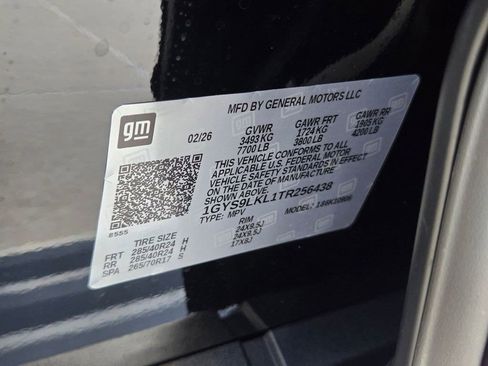 MFD BY GENERAL MOTORS LLC
gm
02/26
GVWR GAWR FRT GAWR RR
3493 KG 1724 KG 1905 KG
7700 LB 3800 LB 4200 LB
THIS VEHICLE CONFORMS TO ALL
APPLICABLE U.S. FEDERAL MOTOR
VEHICLE SAFETY STANDARDS IN EFFECT
ON THE DATE OF MANUFACTURE
SHOWN ABOVE.
1GYS9LKL1TR256438
TYPE: MPV MODEL:
8555
TIRE SIZE RIM
FRT 285/40R24 H 24X9.5J
RR 285/40R24 H 24X9.5J
SPA 265/70R17 S 17X8J